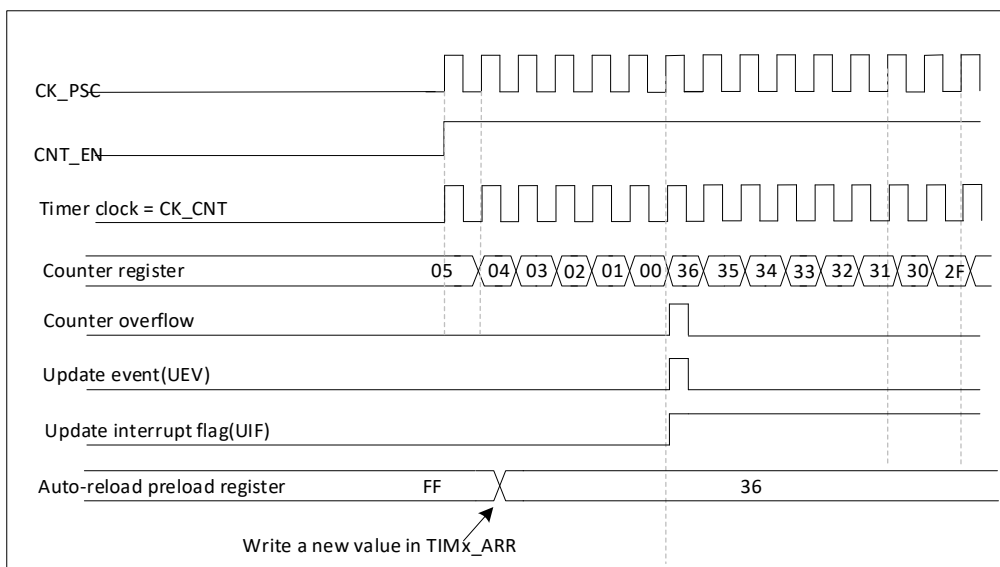 CK_PSC
CNT_EN
Timer clock = CK_CNT
Counter register 05 04 03 02 01 00 36 35 34 33 32 31 30 2F
Counter overflow
Update event(UEV)
Update interrupt flag(UIF)
Auto-reload preload register FF 36
Write a new value in TIMx_ARR